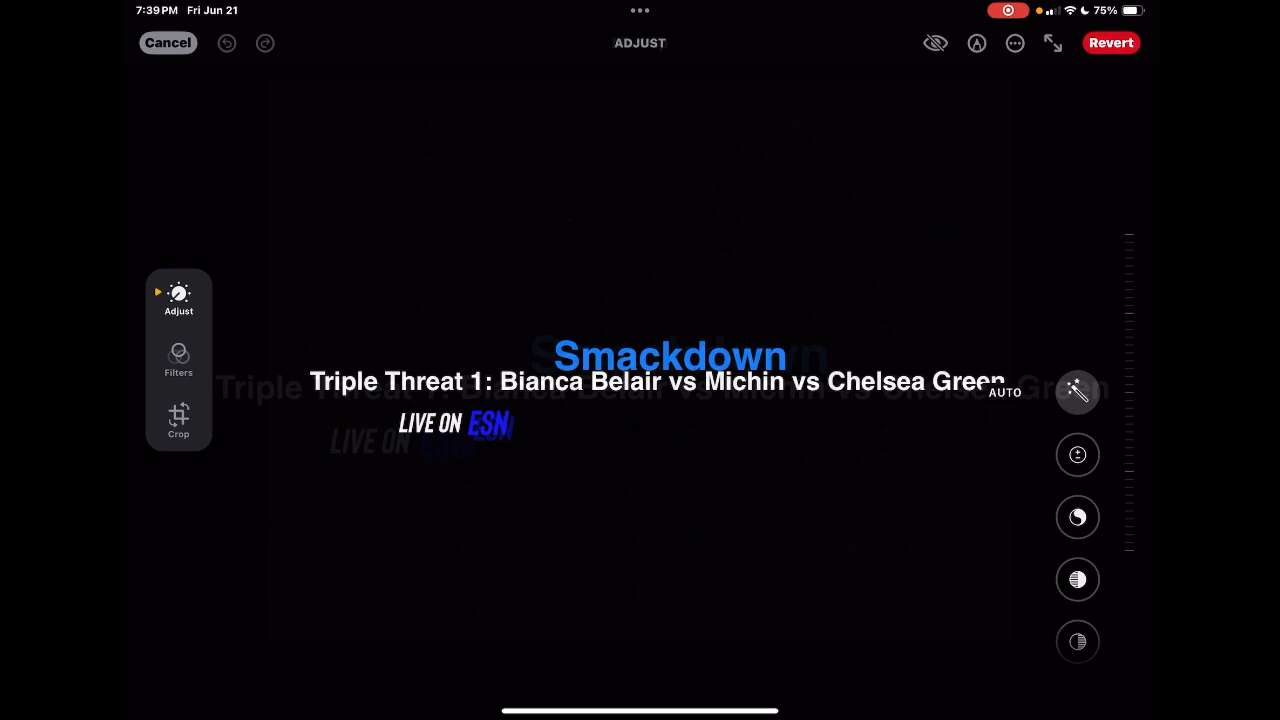 7:39 PM Fri Jun 21
75%
Cancel
ADJUST
Revert
Adjust
Filters
Crop
Smackdown
Triple Threat 1: Bianca Belair vs Michin vs Chelsea Green
AUTO
LIVE ON ESN